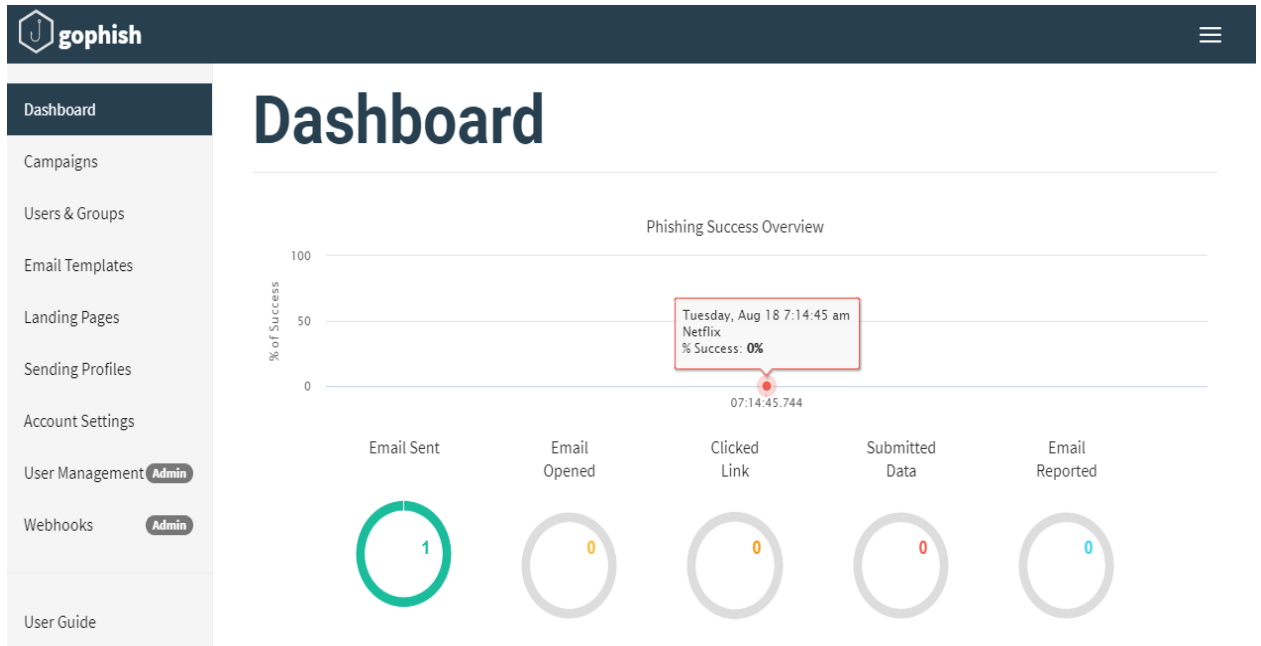 gophish
Dashboard
Campaigns
Users & Groups
Email Templates
Landing Pages
Sending Profiles
Account Settings
User Management Admin
Webhooks Admin
User Guide
Dashboard
Phishing Success Overview
% of Success
100
50
0
Tuesday, Aug 18 7:14:45 am
Netflix
% Success: 0%
07:14:45.744
Email Sent
1
Email
Opened
0
Clicked
Link
0
Submitted
Data
0
Email
Reported
0